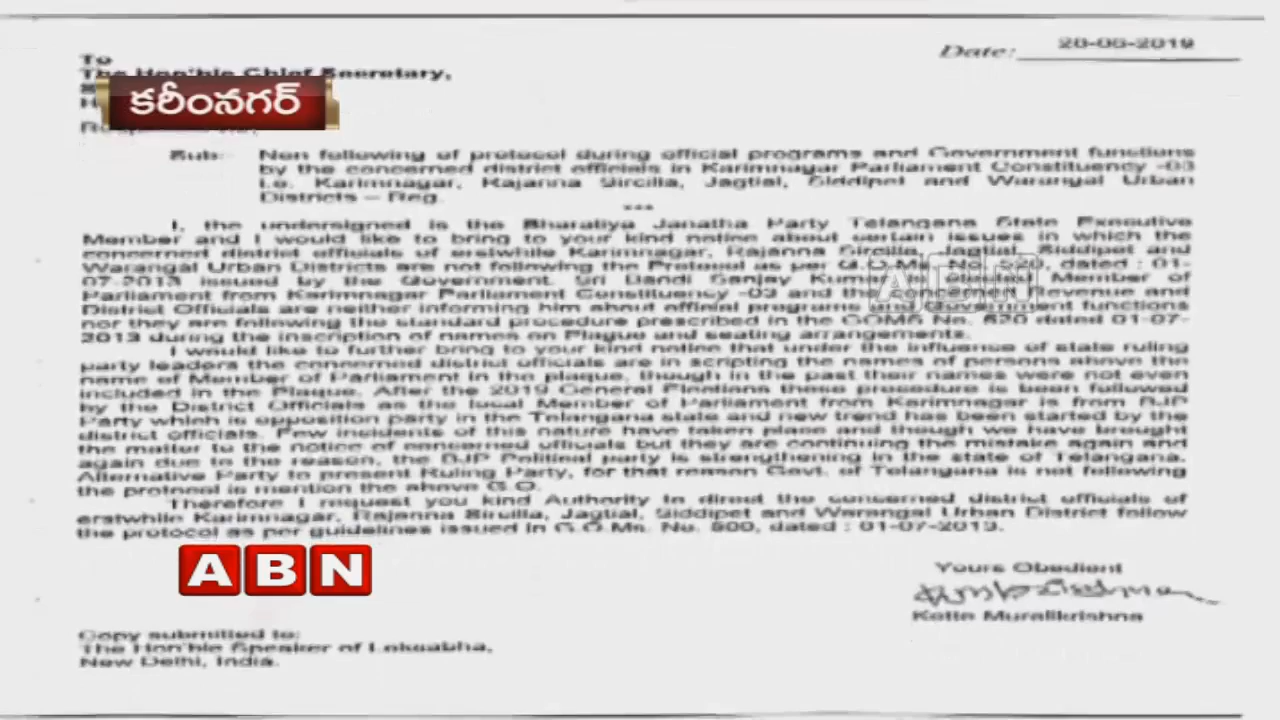 Date: 28-06-2019
To
The Hon'ble Chief Secretary,
కరీంనగర్
Sub: Non following of protocol during official programs and Government functions
by the concerned district officials in Karimnagar Parliament Constituency -03
i.e. Karimnagar, Rajanna Sircilla, Jagtial, Siddipet and Warangal Urban
Districts – Reg.
***
I, the undersigned is the Bharatiya Janatha Party Telangana State Executive
Member and I would like to bring to your kind notice about certain issues in which the
concerned district officials of erstwhile Karimnagar, Rajanna Sircilla, Jagtial, Siddipet and
Warangal Urban Districts are not following the Protocol as per G.O.Ms No. 520, dated : 01-
07-2013 issued by the Government. Sri Bandi Sanjay Kumar Member of
Parliament from Karimnagar Parliament Constituency -03 and the Revenue and
District Officials are neither informing him about official programs and Government functions
nor they are following the standard procedure prescribed in the GOMS No. 520 dated 01-07-
2013 during the inscription of names on Plaque and seating arrangements.
I would like to further bring to your kind notice that under the influence of state ruling
party leaders the concerned district officials are in scripting the names of persons above the
name of Member of Parliament in the plaque, though in the past their names were not even
included in the Plaque. After the 2019 General Elections these procedure is been followed
by the District Officials as the local Member of Parliament from Karimnagar is from BJP
Party which is opposition party in the Telangana state and new trend has been started by the
district officials. Few incidents of this nature have taken place and though we have brought
the matter to the notice of concerned officials but they are continuing the mistake again and
again due to the reason, the BJP Political party is strengthening in the state of Telangana.
Alternative Party to present Ruling Party, for that reason Govt. of Telangana is not following
the protocol is mention the above G.O.
Therefore I request you kind Authority to direct the concerned district officials of
erstwhile Karimnagar, Rajanna Sircilla, Jagtial, Siddipet and Warangal Urban District follow
the protocol as per guidelines issued in G.O.Ms. No. 500, dated : 01-07-2013.
ABN
Yours Obedient
Kotte Muralikrishna
Copy submitted to:
The Hon'ble Speaker of Loksabha,
New Delhi, India.